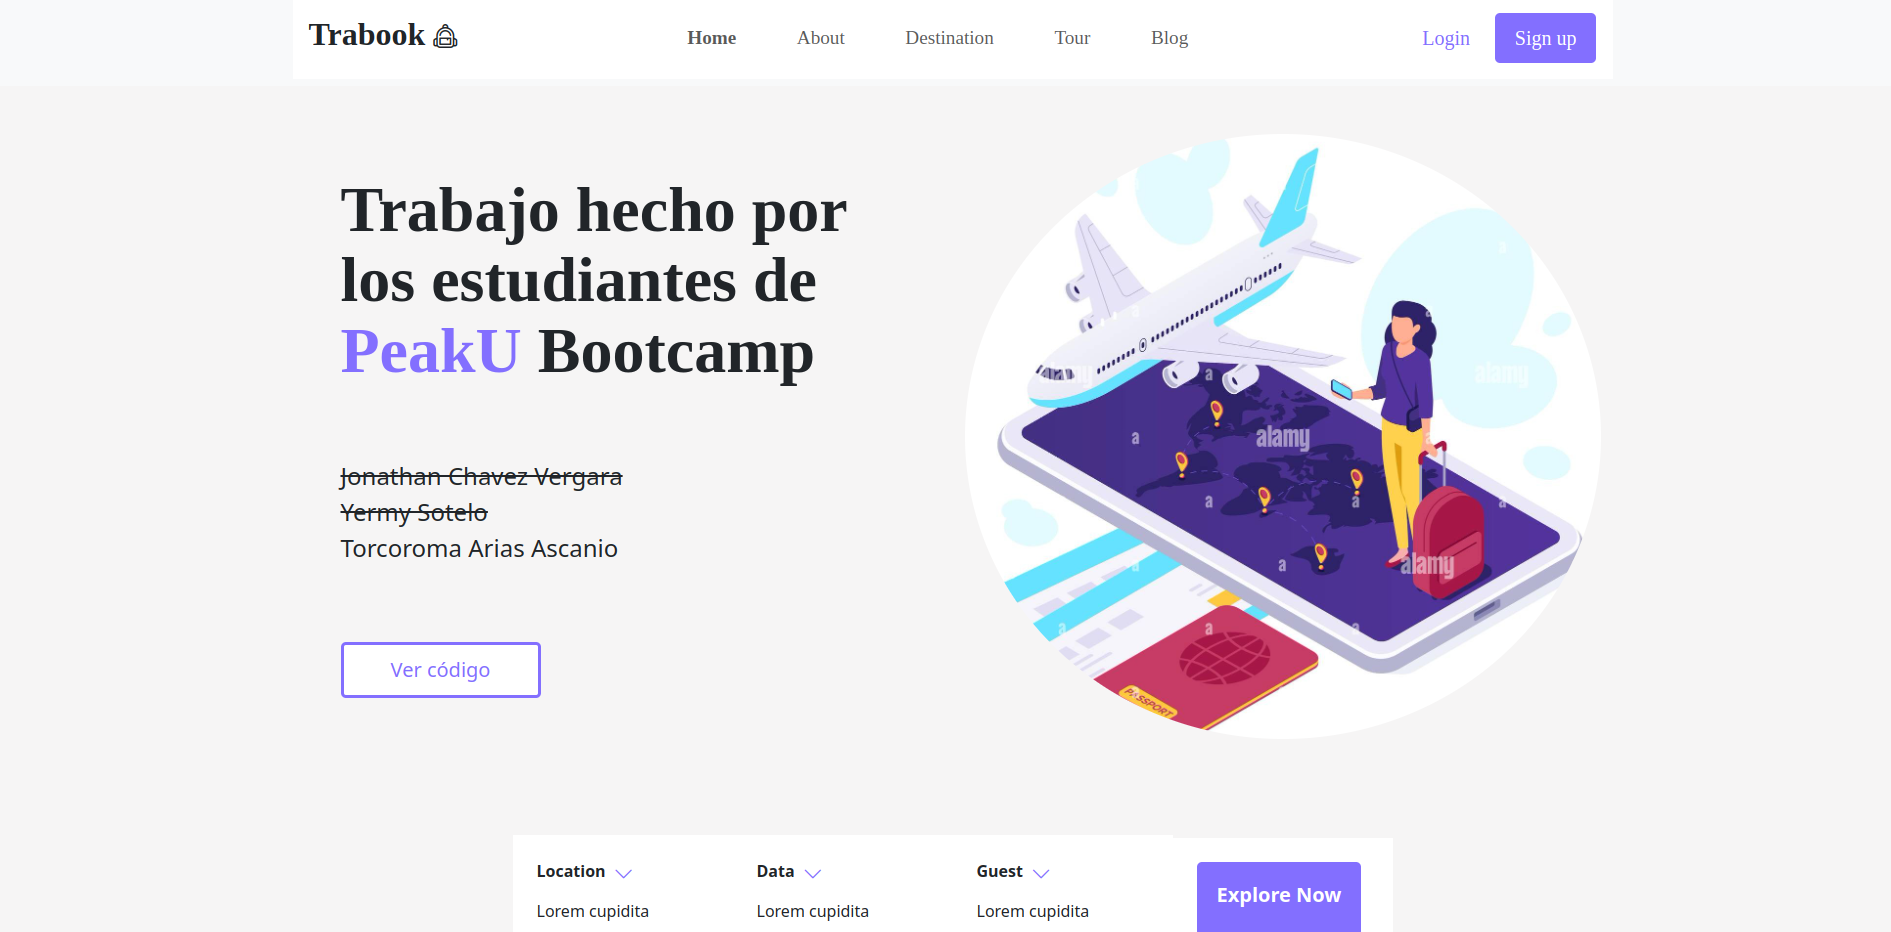 Trabook
Home About Destination Tour Blog
Login Sign up
Trabajo hecho por
los estudiantes de
PeakU Bootcamp
Jonathan Chavez Vergara
Yermy Sotelo
Torcoroma Arias Ascanio
Ver código
alamy
alamy
alamy
alamy
a
a
a
a
a
a
a
a
a
a
a
a
a
PASSPORT
Location Data Guest
Lorem cupidita Lorem cupidita Lorem cupidita
Explore Now